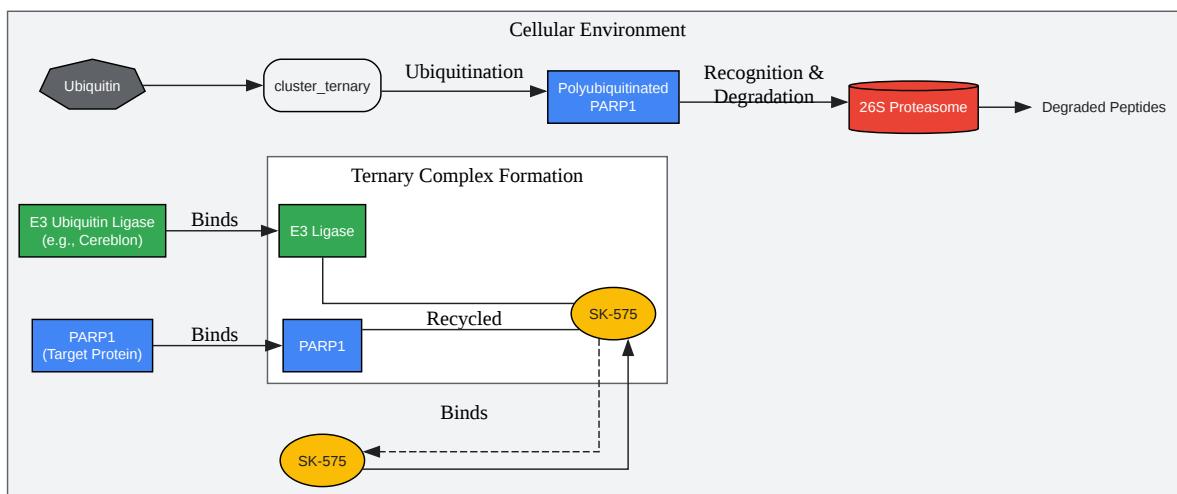 Cellular Environment
Ubiquitin
cluster_ternary
Ubiquitination
Polyubiquitinated
PARP1
Recognition &
Degradation
26S Proteasome
Degraded Peptides
Ternary Complex Formation
E3 Ubiquitin Ligase
(e.g., Cereblon)
Binds
E3 Ligase
SK-575
Recycled
PARP1
(Target Protein)
Binds
PARP1
Binds
SK-575